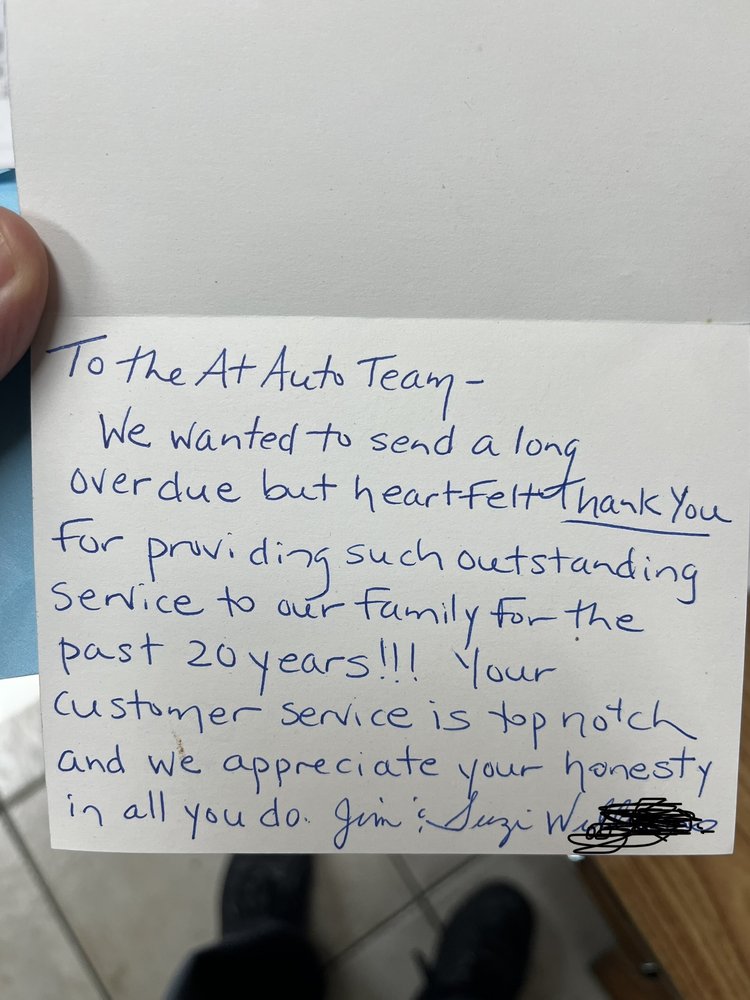 To the A+ Auto Team-
We wanted to send a long
overdue but heartfelt Thank You
for providing such outstanding
service to our family for the
past 20 years!!! Your
customer service is top notch
and we appreciate your honesty
in all you do. Jim & Suzi